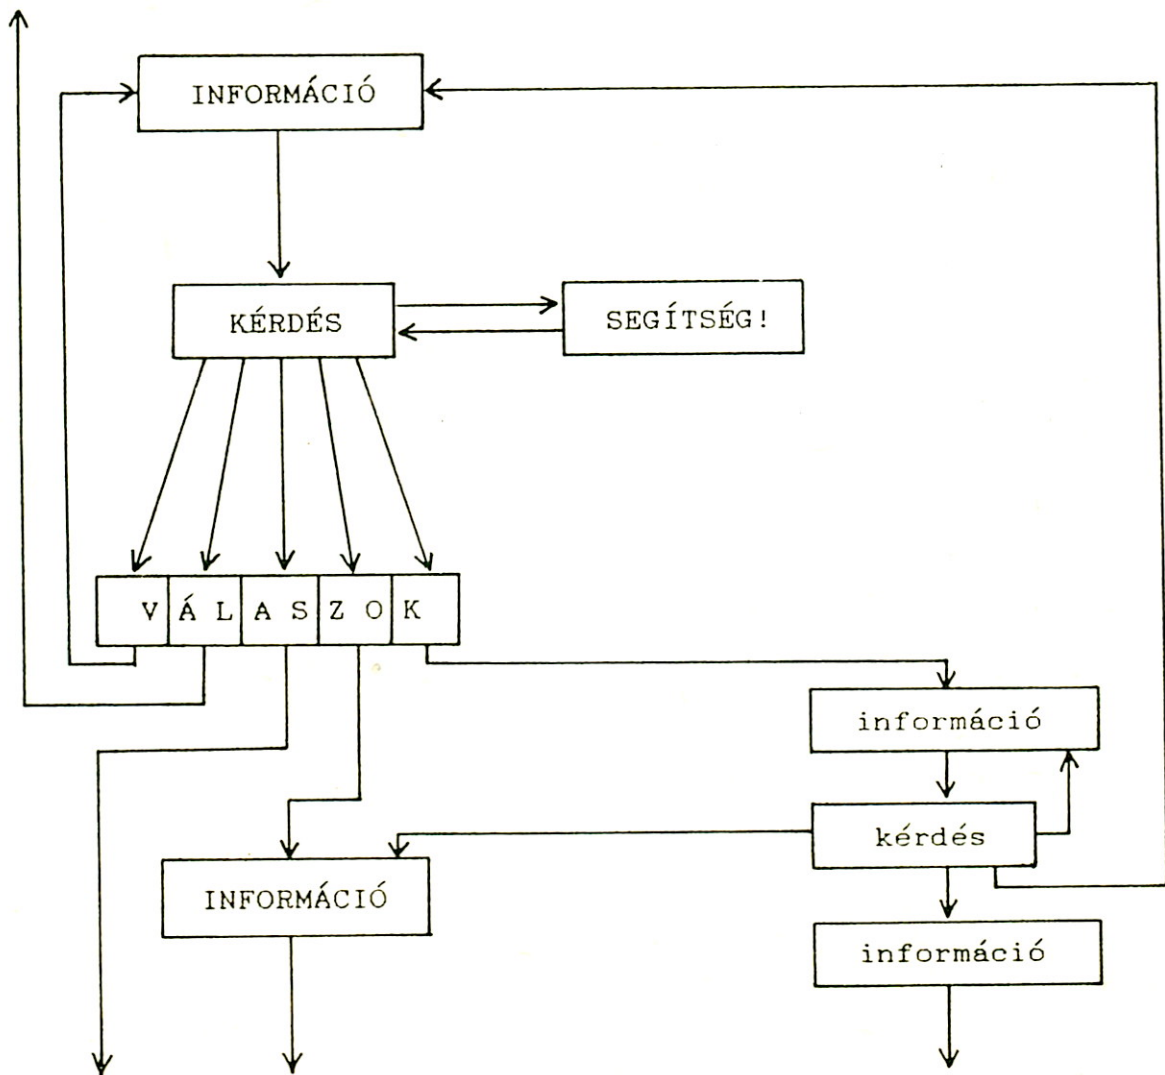 INFORMÁCIÓ
KÉRDÉS
SEGÍTSÉG!
V Á L A S Z O K
információ
kérdés
INFORMÁCIÓ
információ